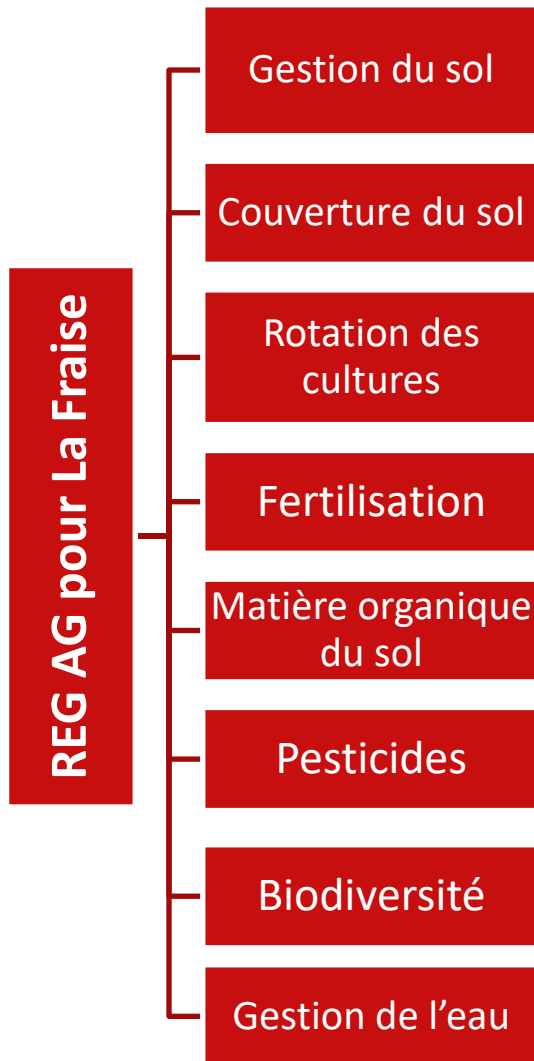 REG AG pour La Fraise
Gestion du sol
Couverture du sol
Rotation des
cultures
Fertilisation
Matière organique
du sol
Pesticides
Biodiversité
Gestion de l’eau